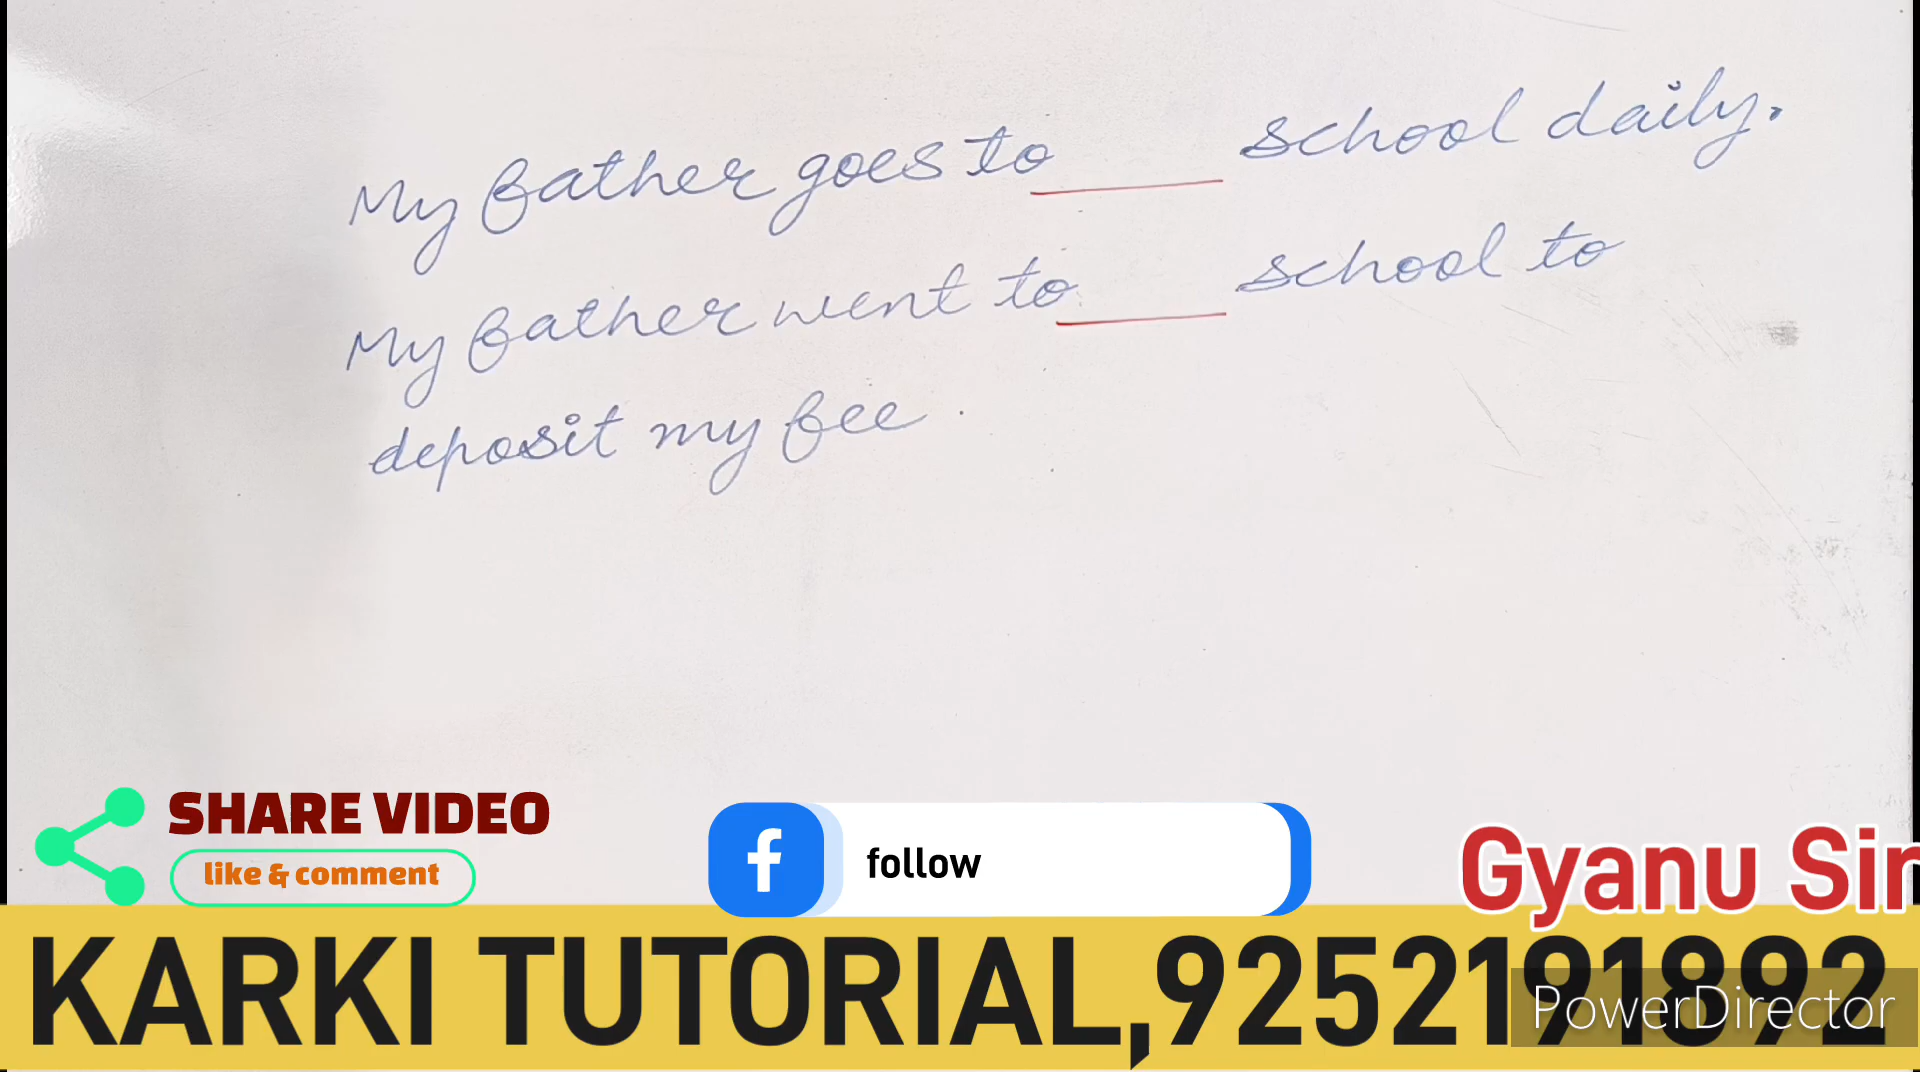 My father goes to ____ school daily.
My father went to ____ school to
deposit my fee.
SHARE VIDEO
like & comment
follow
Gyanu Sin
KARKI TUTORIAL,9252191892
PowerDirector